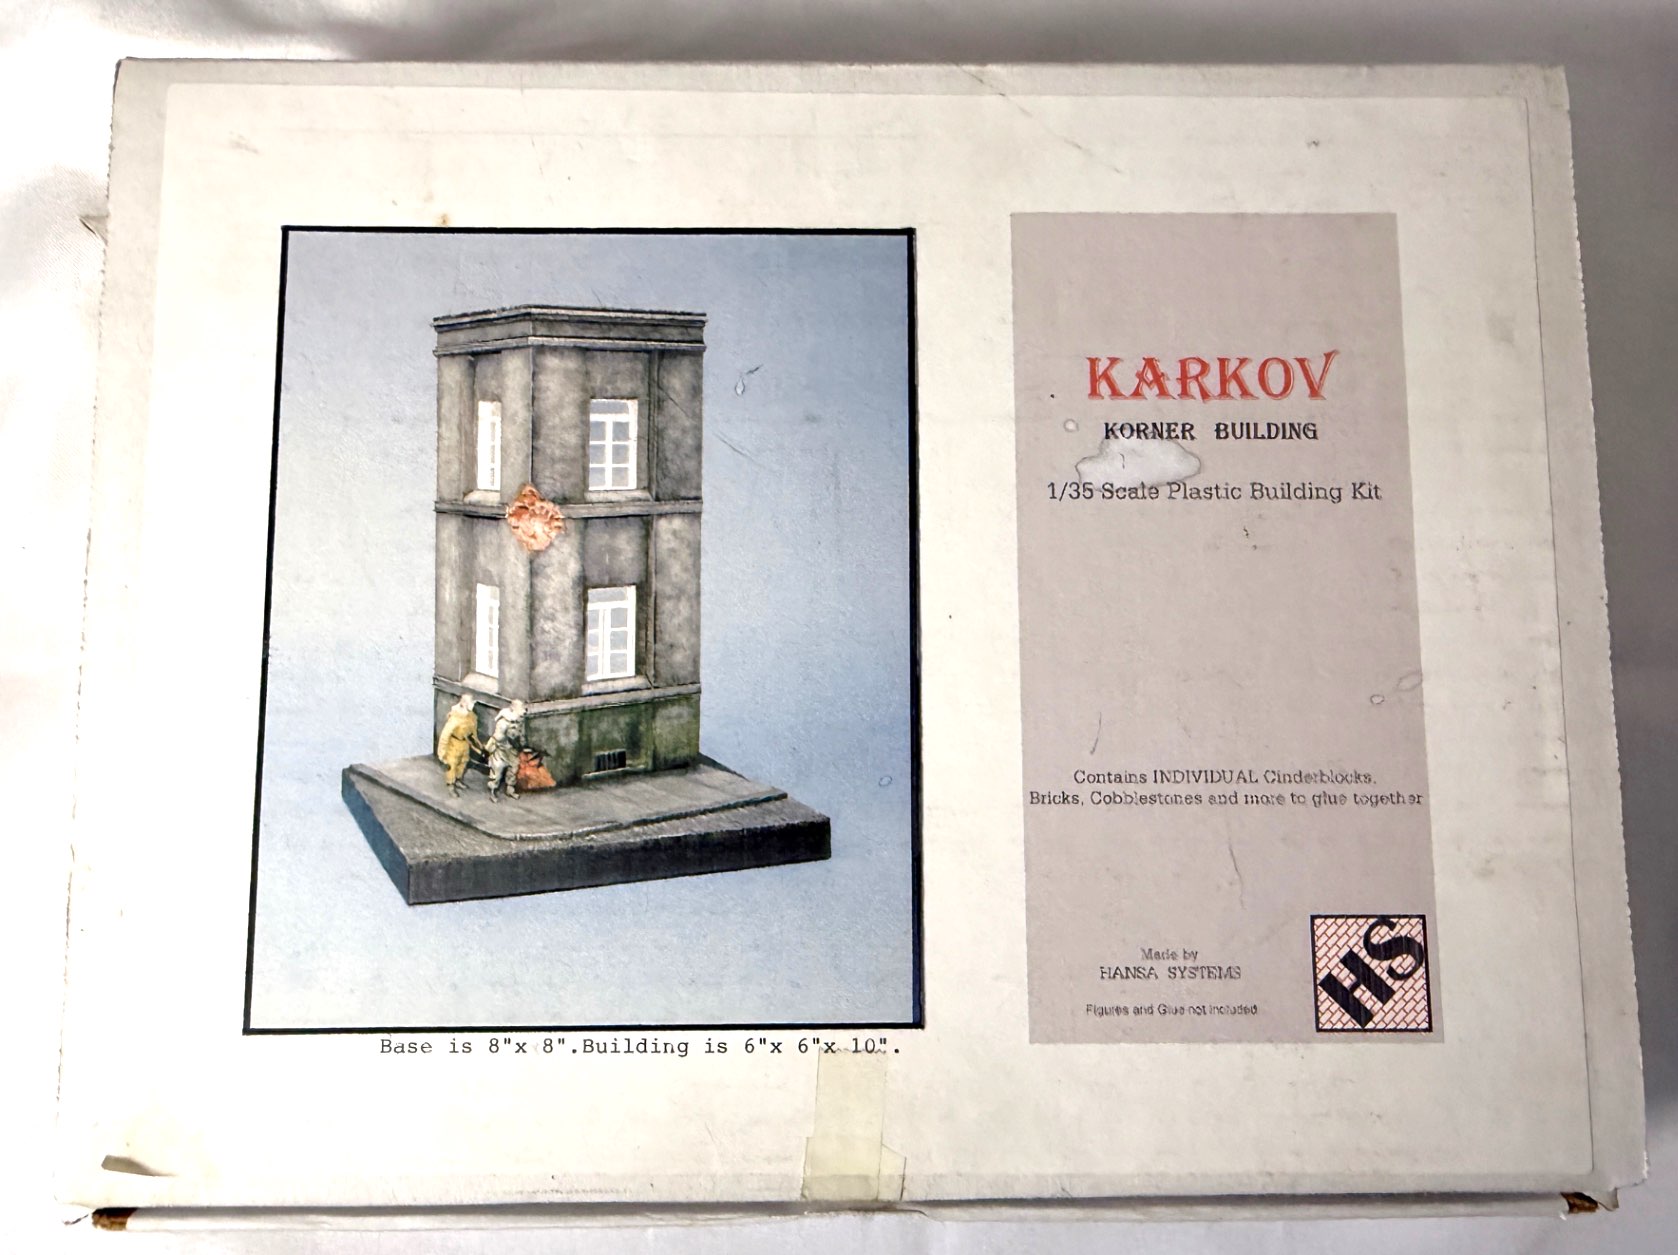 KARKOV
KORNER BUILDING
1/35 Scale Plastic Building Kit
Contains INDIVIDUAL Cinderblocks,
Bricks, Cobblestones and more to glue together
Made by
HANSA SYSTEMS
Figures and Glue not included
HS
Base is 8"x 8".Building is 6"x 6"x 10".